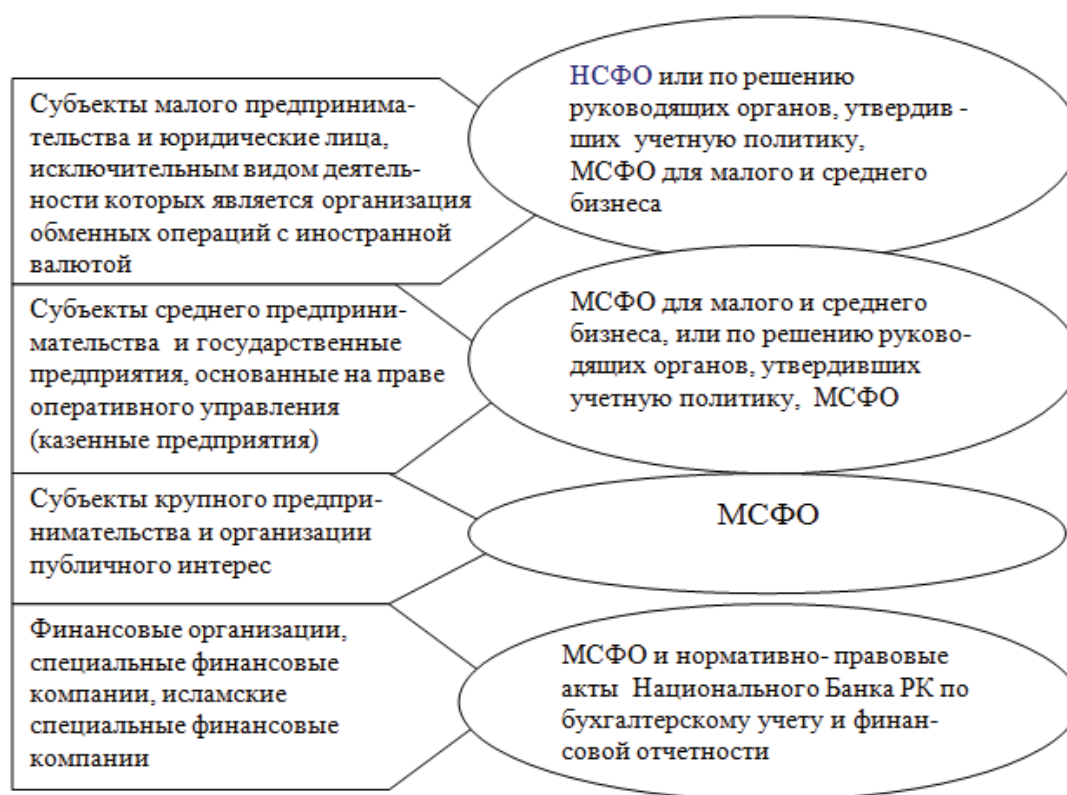 Субъекты малого предпринима-
тельства и юридические лица,
исключительным видом деятель-
ности которых является организация
обменных операций с иностранной
валютой
НСФО или по решению
руководящих органов, утвердив -
ших учетную политику,
МСФО для малого и среднего
бизнеса
Субъекты среднего предприни-
мательства и государственные
предприятия, основанные на праве
оперативного управления
(казенные предприятия)
МСФО для малого и среднего
бизнеса, или по решению руково-
дящих органов, утвердивших
учетную политику, МСФО
Субъекты крупного предпри-
нимательства и организации
публичного интерес
МСФО
Финансовые организации,
специальные финансовые
компании, исламские
специальные финансовые
компании
МСФО и нормативно- правовые
акты Национального Банка РК по
бухгалтерскому учету и финан-
совой отчетности